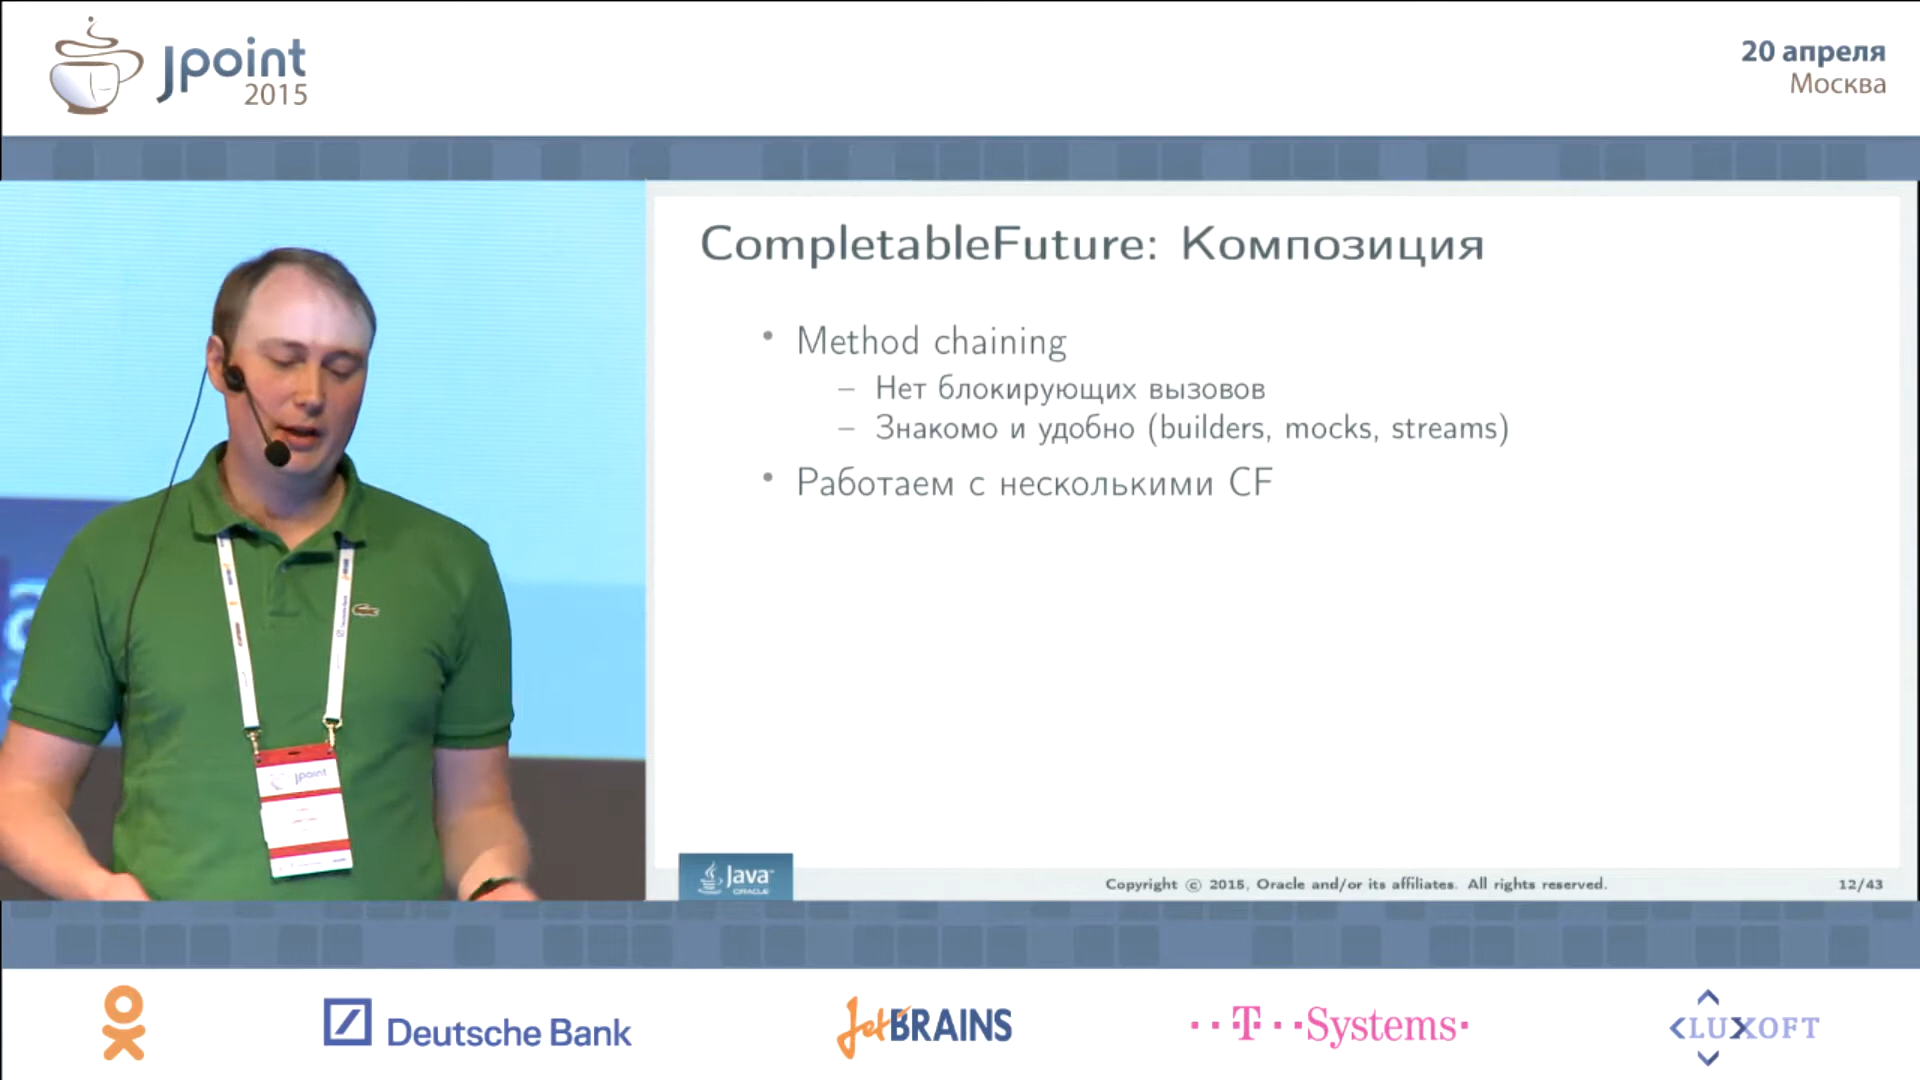 Jpoint
2015
20 апреля
Москва
CompletableFuture: Композиция
• Method chaining
– Нет блокирующих вызовов
– Знакомо и удобно (builders, mocks, streams)
• Работаем с несколькими CF
Java
ORACLE
Copyright © 2015, Oracle and/or its affiliates. All rights reserved.
12/43
jpoint
Deutsche Bank
JetBRAINS
··T··Systems·
LUXOFT